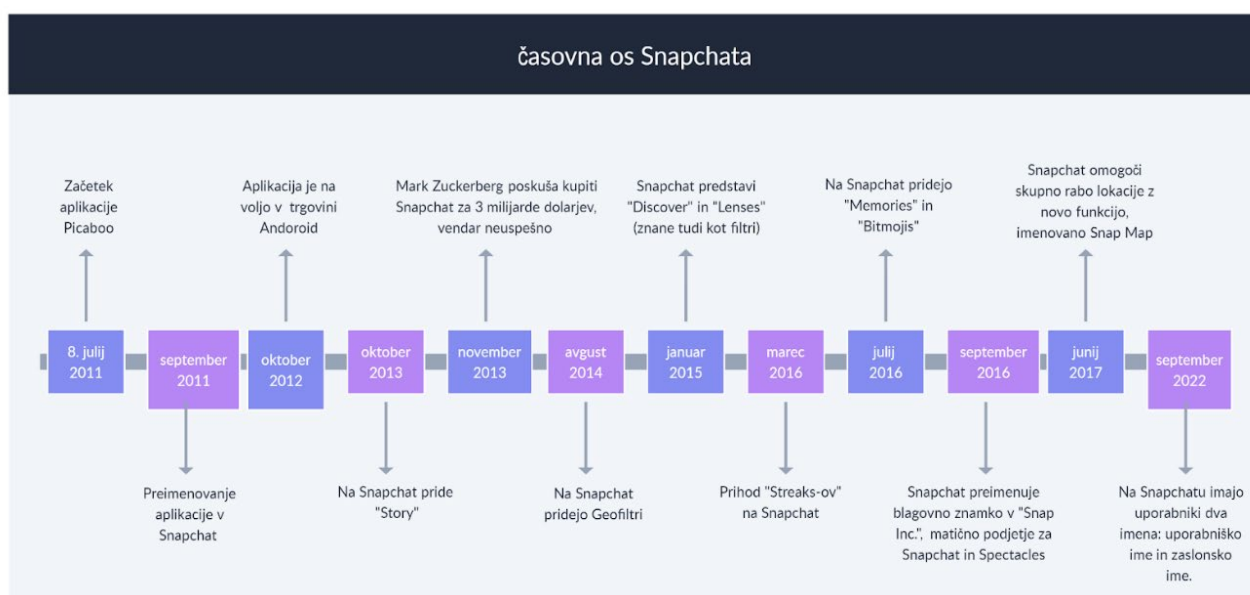 časovna os Snapchata
Začetek
aplikacije
Picaboo
Aplikacija je na
voljo v trgovini
Andoroid
Mark Zuckerberg poskuša kupiti
Snapchat za 3 milijarde dolarjev,
vendar neuspešno
Snapchat predstavi
"Discover" in "Lenses"
(znane tudi kot filtri)
Na Snapchat pridejo
"Memories" in
"Bitmojis"
Snapchat omogoči
skupno rabo lokacije z
novo funkcijo,
imenovano Snap Map
8. julij
2011
september
2011
oktober
2012
oktober
2013
november
2013
avgust
2014
januar
2015
marec
2016
julij
2016
september
2016
junij
2017
september
2022
Preimenovanje
aplikacije v
Snapchat
Na Snapchat pride
"Story"
Na Snapchat
pridejo Geofiltri
Prihod "Streaks-ov"
na Snapchat
Snapchat preimenuje
blagovno znamko v "Snap
Inc.", matično podjetje za
Snapchat in Spectacles
Na Snapchatu imajo
uporabniki dva
imena: uporabniško
ime in zaslonsko
ime.